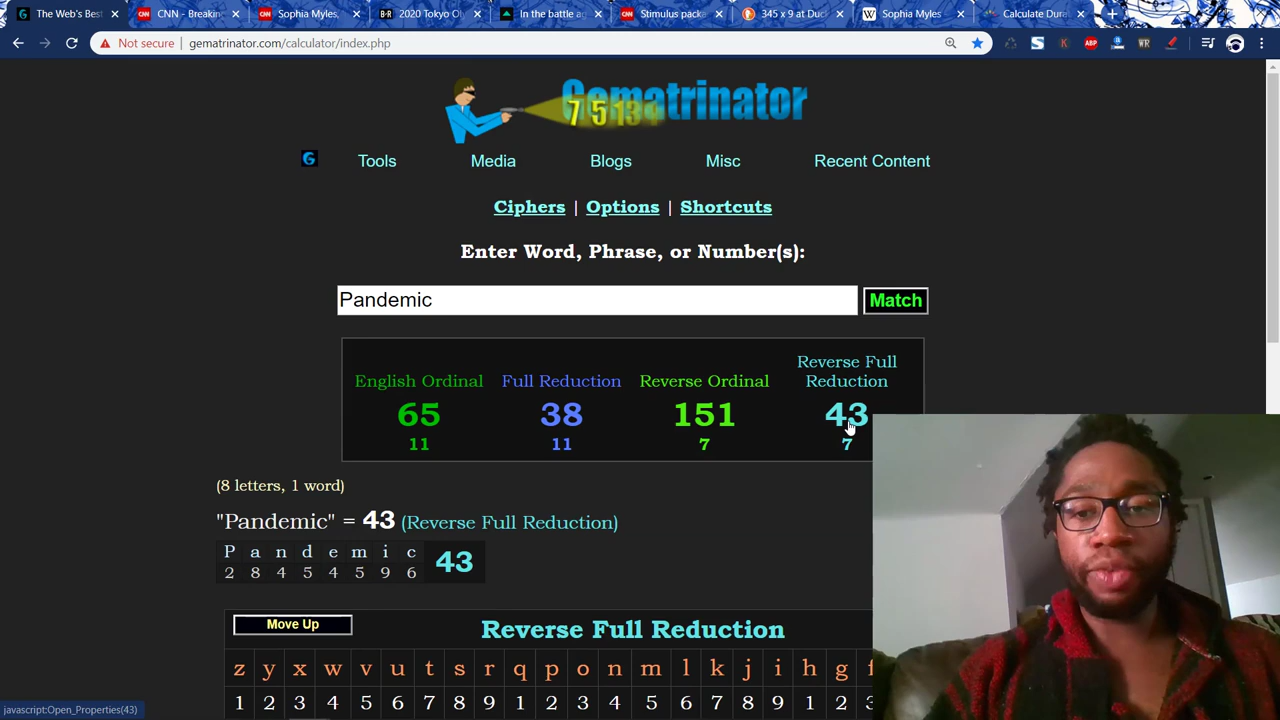 The Web's Best
CNN - Breakin
Sophia Myles,
2020 Tokyo Ol
In the battle ag
Stimulus pack
345 x 9 at Duc
Sophia Myles
Calculate Dura
Not secure gematrinator.com/calculator/index.php
Gematrinator
Tools Media Blogs Misc Recent Content
Ciphers | Options | Shortcuts
Enter Word, Phrase, or Number(s):
Pandemic Match
English Ordinal Full Reduction Reverse Ordinal Reverse Full Reduction
65 38 151 43
11 11 7 7
(8 letters, 1 word)
"Pandemic" = 43 (Reverse Full Reduction)
P a n d e m i c 43
2 8 4 5 4 5 9 6
Move Up Reverse Full Reduction
z y x w v u t s r q p o n m l k j i h g f
1 2 3 4 5 6 7 8 9 1 2 3 4 5 6 7 8 9 1 2 3
javascript:Open_Properties(43)